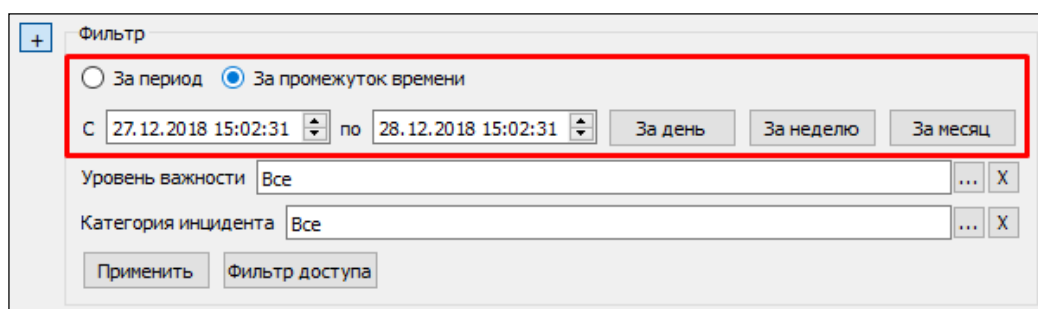 + Фильтр
За период За промежуток времени
С 27.12.2018 15:02:31 по 28.12.2018 15:02:31 За день За неделю За месяц
Уровень важности Все ... X
Категория инцидента Все ... X
Применить Фильтр доступа